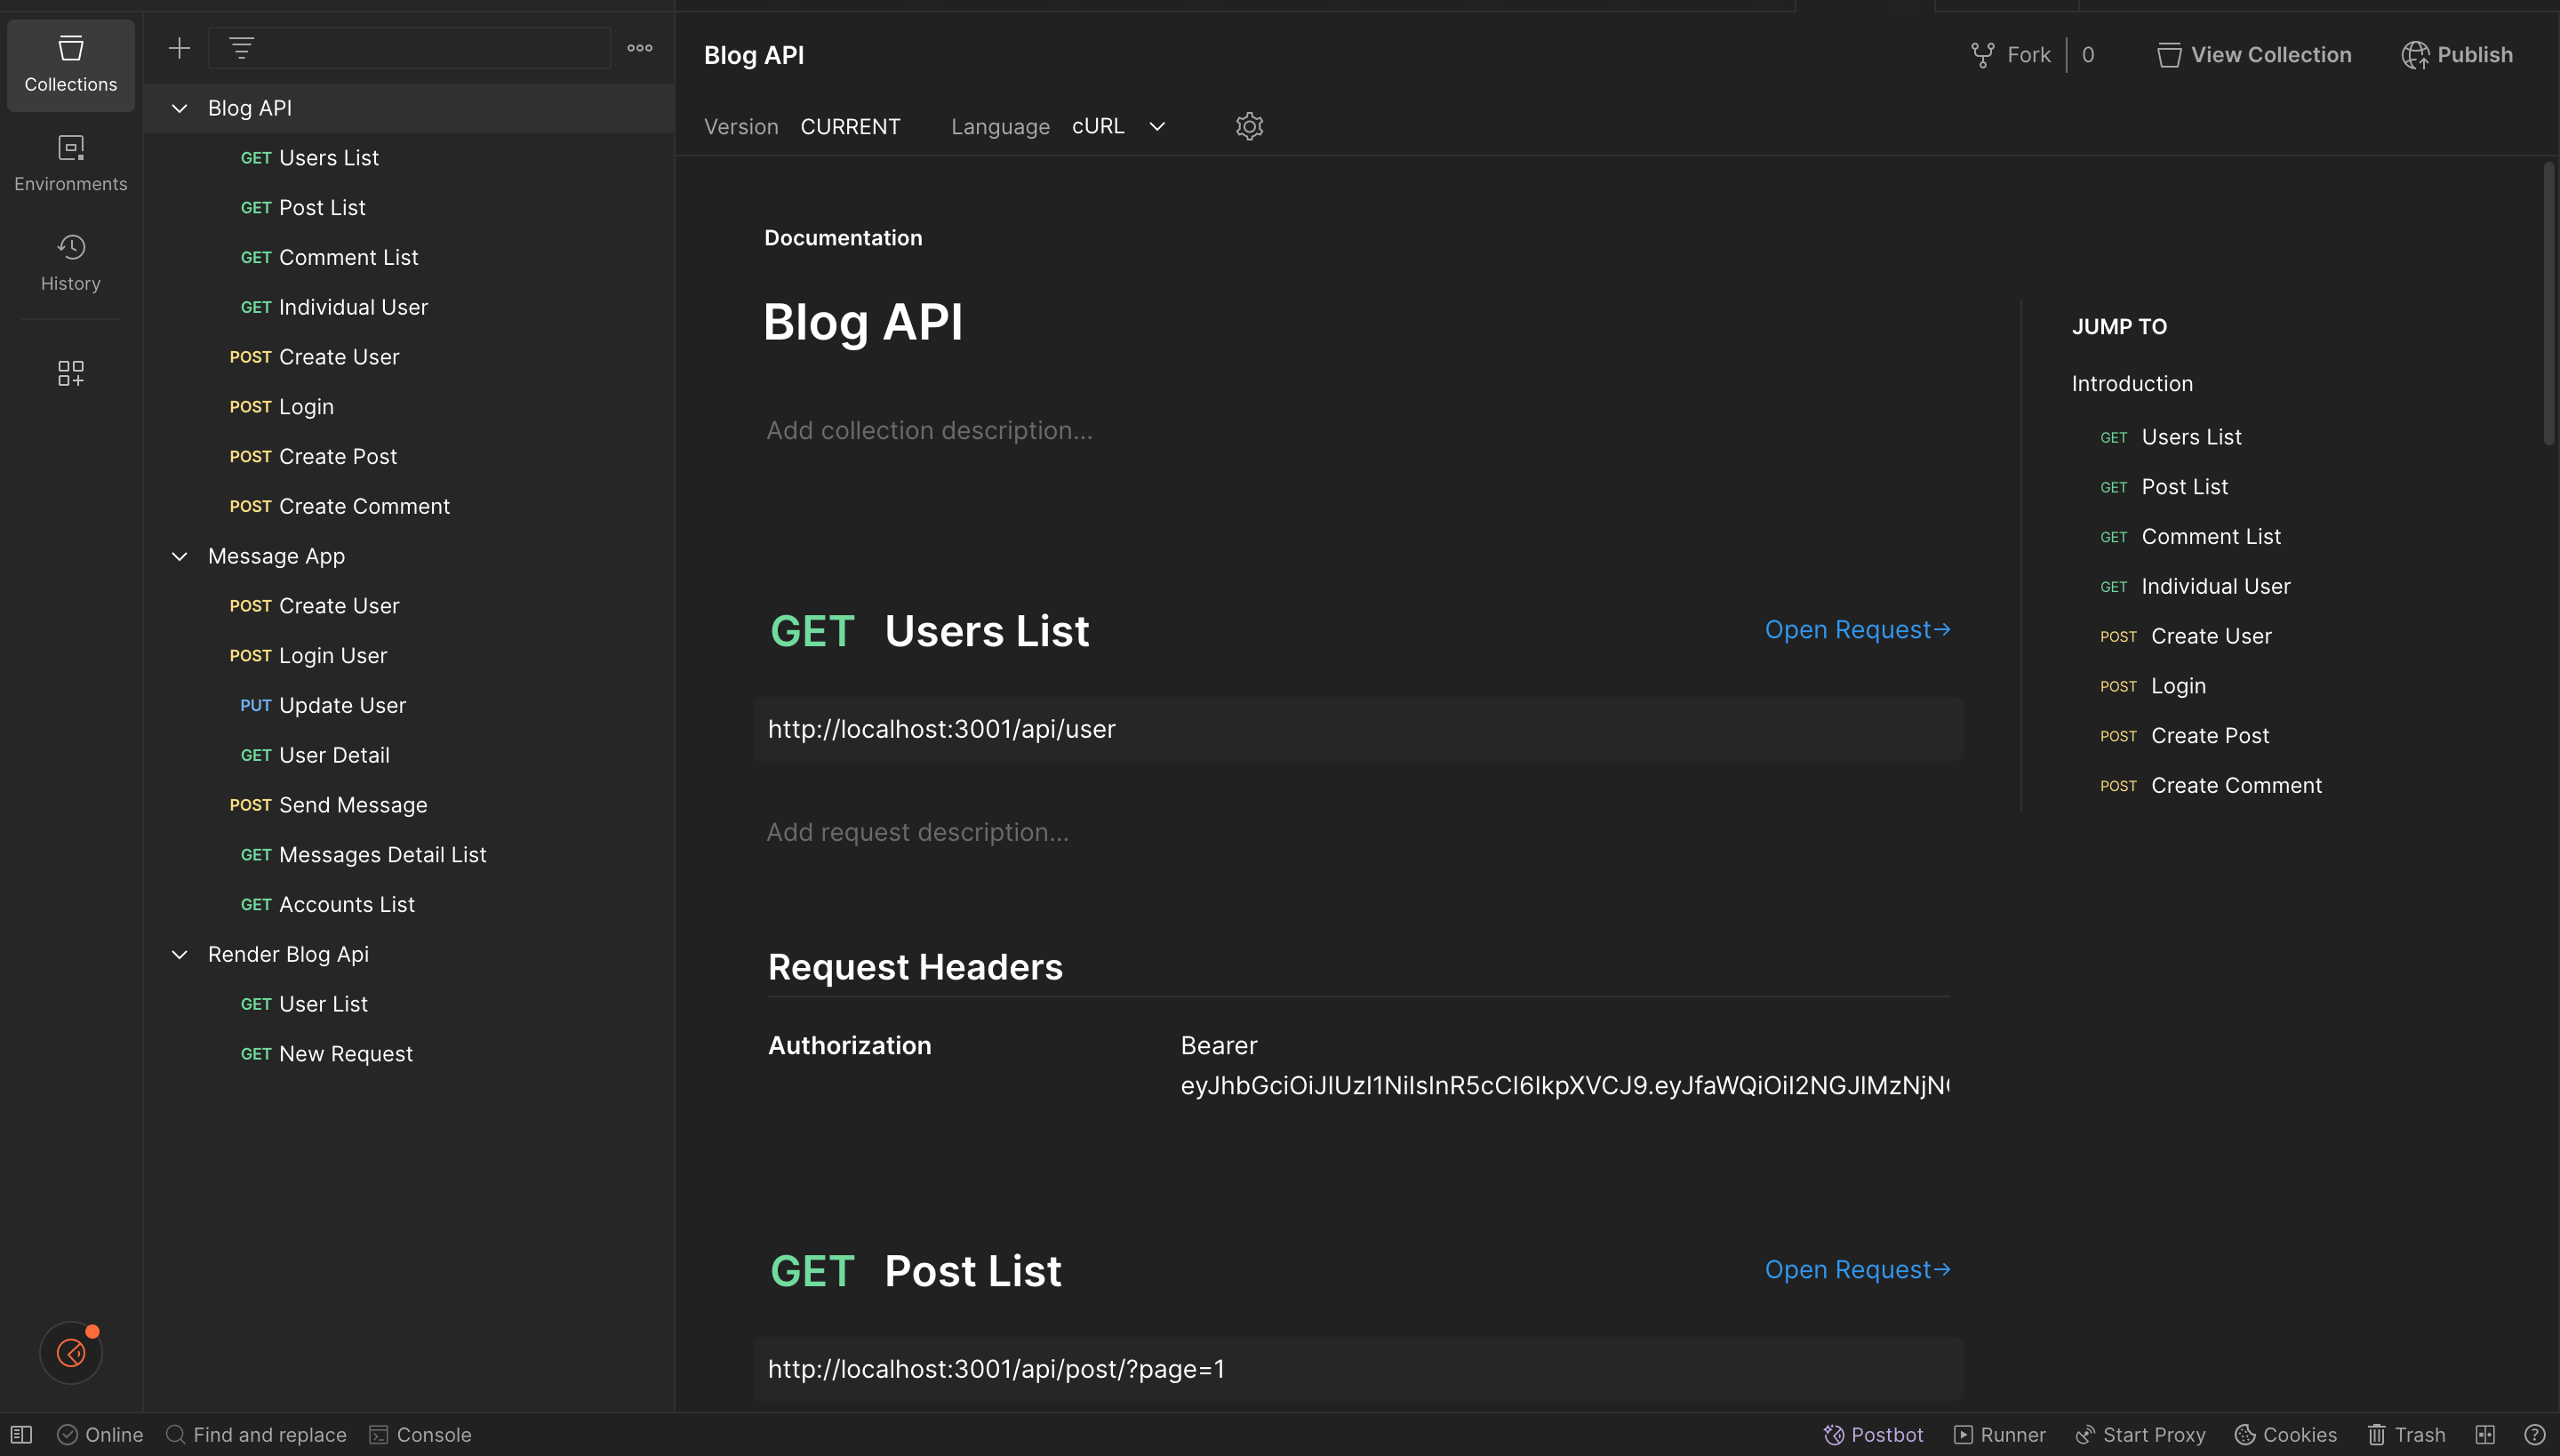 Collections
Environments
History
Blog API
GET Users List
GET Post List
GET Comment List
GET Individual User
POST Create User
POST Login
POST Create Post
POST Create Comment
Message App
POST Create User
POST Login User
PUT Update User
GET User Detail
POST Send Message
GET Messages Detail List
GET Accounts List
Render Blog Api
GET User List
GET New Request
Blog API
Fork 0
View Collection
Publish
Version CURRENT Language cURL
Documentation
Blog API
Add collection description...
GET Users List Open Request→
http://localhost:3001/api/user
Add request description...
Request Headers
Authorization Bearer
eyJhbGciOiJIUzI1NiIsInR5cCI6IkpXVCJ9.eyJfaWQiOiI2NGJlMzNjN
GET Post List Open Request→
http://localhost:3001/api/post/?page=1
JUMP TO
Introduction
GET Users List
GET Post List
GET Comment List
GET Individual User
POST Create User
POST Login
POST Create Post
POST Create Comment
Online Find and replace Console
Postbot Runner Start Proxy Cookies Trash